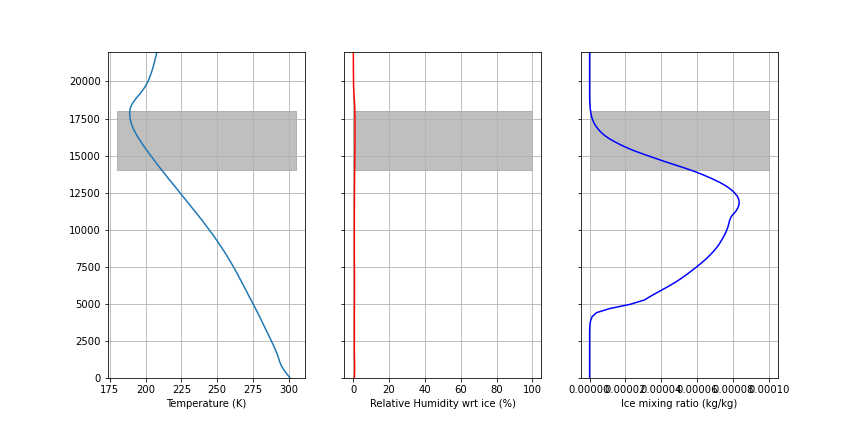 20000
17500
15000
12500
10000
7500
5000
2500
0
175 200 225 250 275 300
Temperature (K)
0 20 40 60 80 100
Relative Humidity wrt ice (%)
0.00000 0.00002 0.00004 0.00006 0.00008 0.00010
Ice mixing ratio (kg/kg)